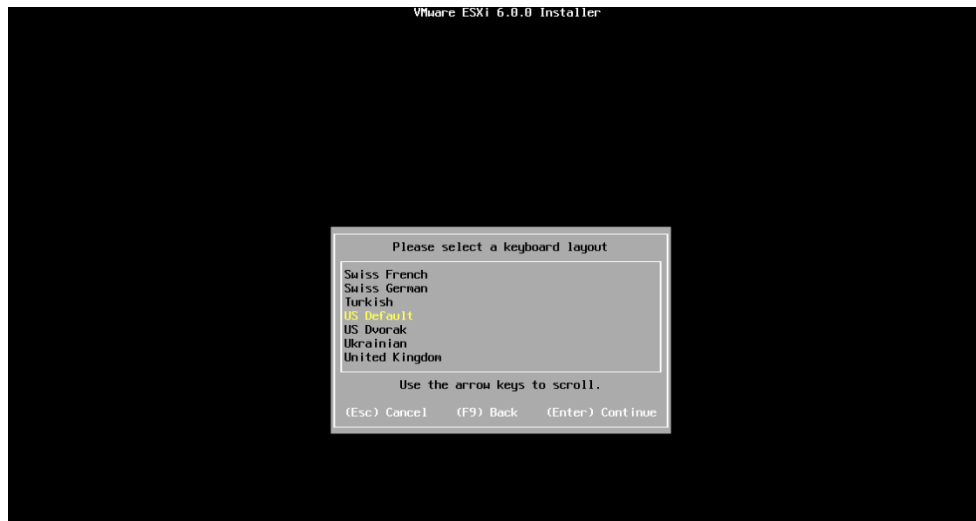 VMware ESXi 6.0.0 Installer
Please select a keyboard layout
Swiss French
Swiss German
Turkish
US Default
US Dvorak
Ukrainian
United Kingdom
Use the arrow keys to scroll.
(Esc) Cancel (F9) Back (Enter) Continue